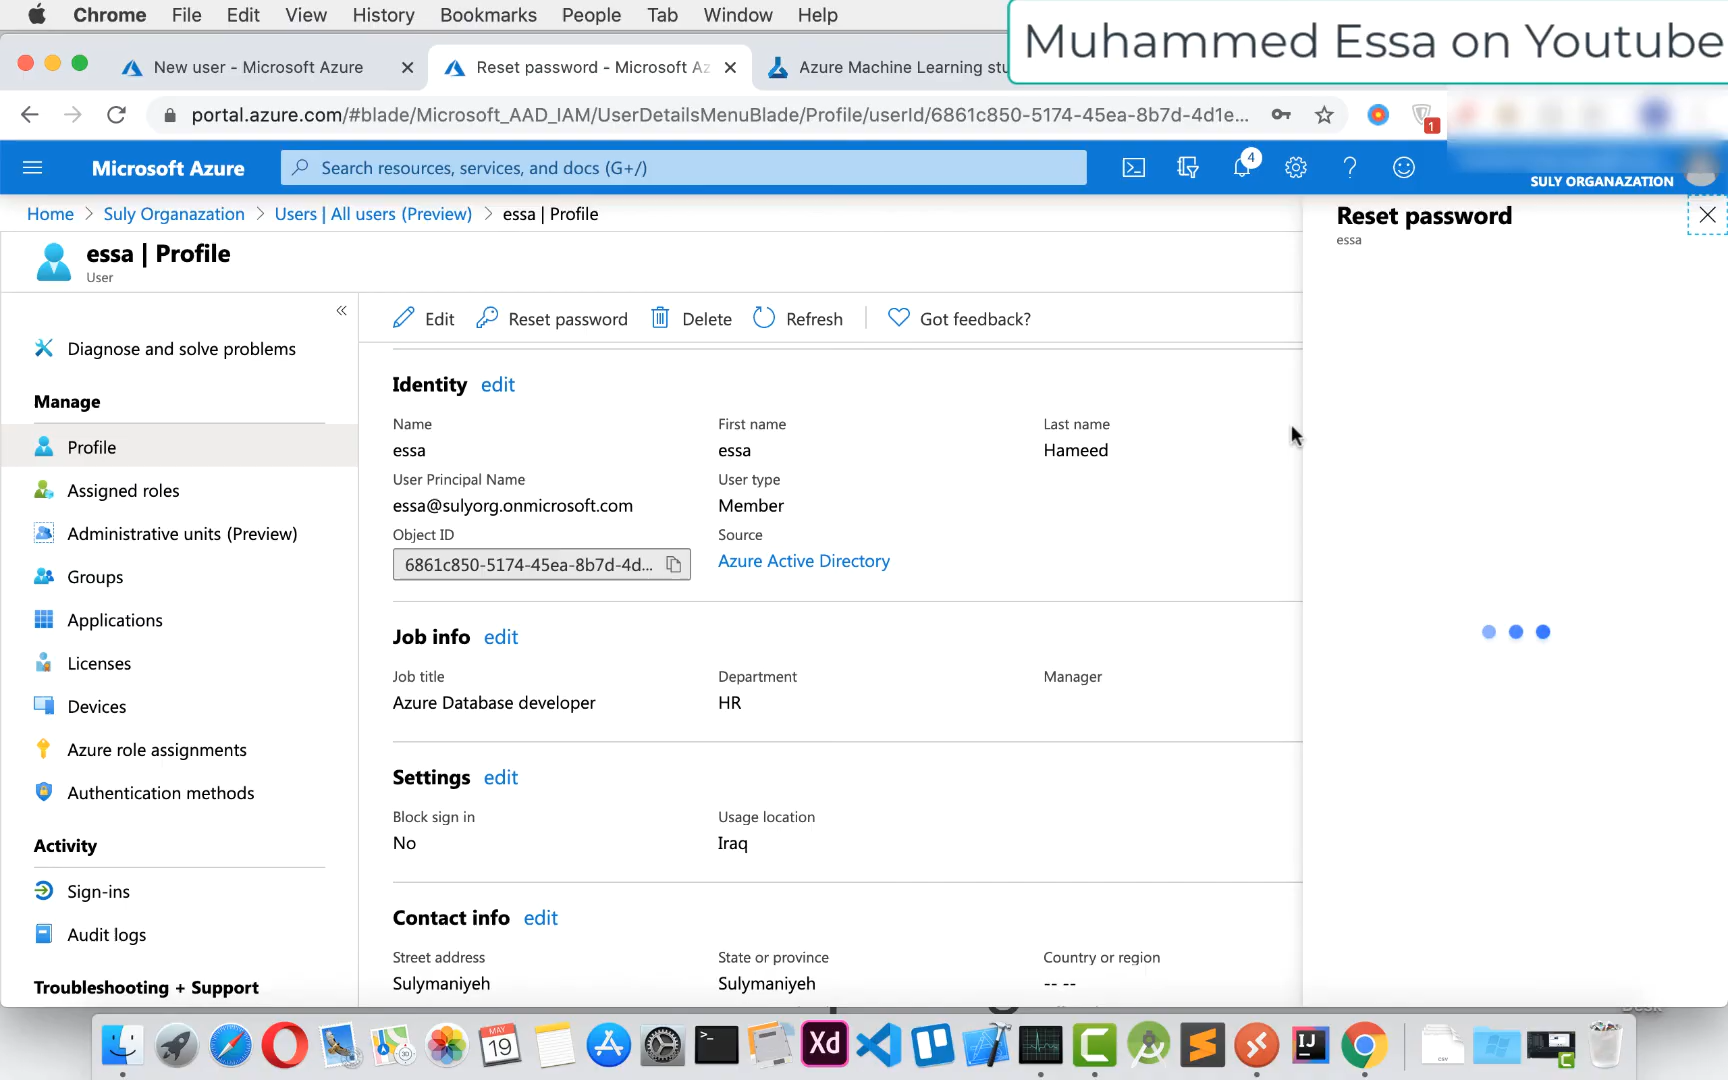 Chrome File Edit View History Bookmarks People Tab Window Help
Muhammed Essa on Youtube
New user - Microsoft Azure
Reset password - Microsoft Az
Azure Machine Learning stu
portal.azure.com/#blade/Microsoft_AAD_IAM/UserDetailsMenuBlade/Profile/userId/6861c850-5174-45ea-8b7d-4d1e...
1
Microsoft Azure
Search resources, services, and docs (G+/)
4
SULY ORGANAZATION
Home > Suly Organazation > Users | All users (Preview) > essa | Profile
essa | Profile
User
Reset password
essa
Edit Reset password Delete Refresh Got feedback?
Diagnose and solve problems
Manage
Profile
Assigned roles
Administrative units (Preview)
Groups
Applications
Licenses
Devices
Azure role assignments
Authentication methods
Activity
Sign-ins
Audit logs
Troubleshooting + Support
Identity edit
Name First name Last name
essa essa Hameed
User Principal Name User type
essa@sulyorg.onmicrosoft.com Member
Object ID Source
6861c850-5174-45ea-8b7d-4d... Azure Active Directory
Job info edit
Job title Department Manager
Azure Database developer HR
Settings edit
Block sign in Usage location
No Iraq
Contact info edit
Street address State or province Country or region
Sulymaniyeh Sulymaniyeh -- --
MAY
19
Xd
IJ